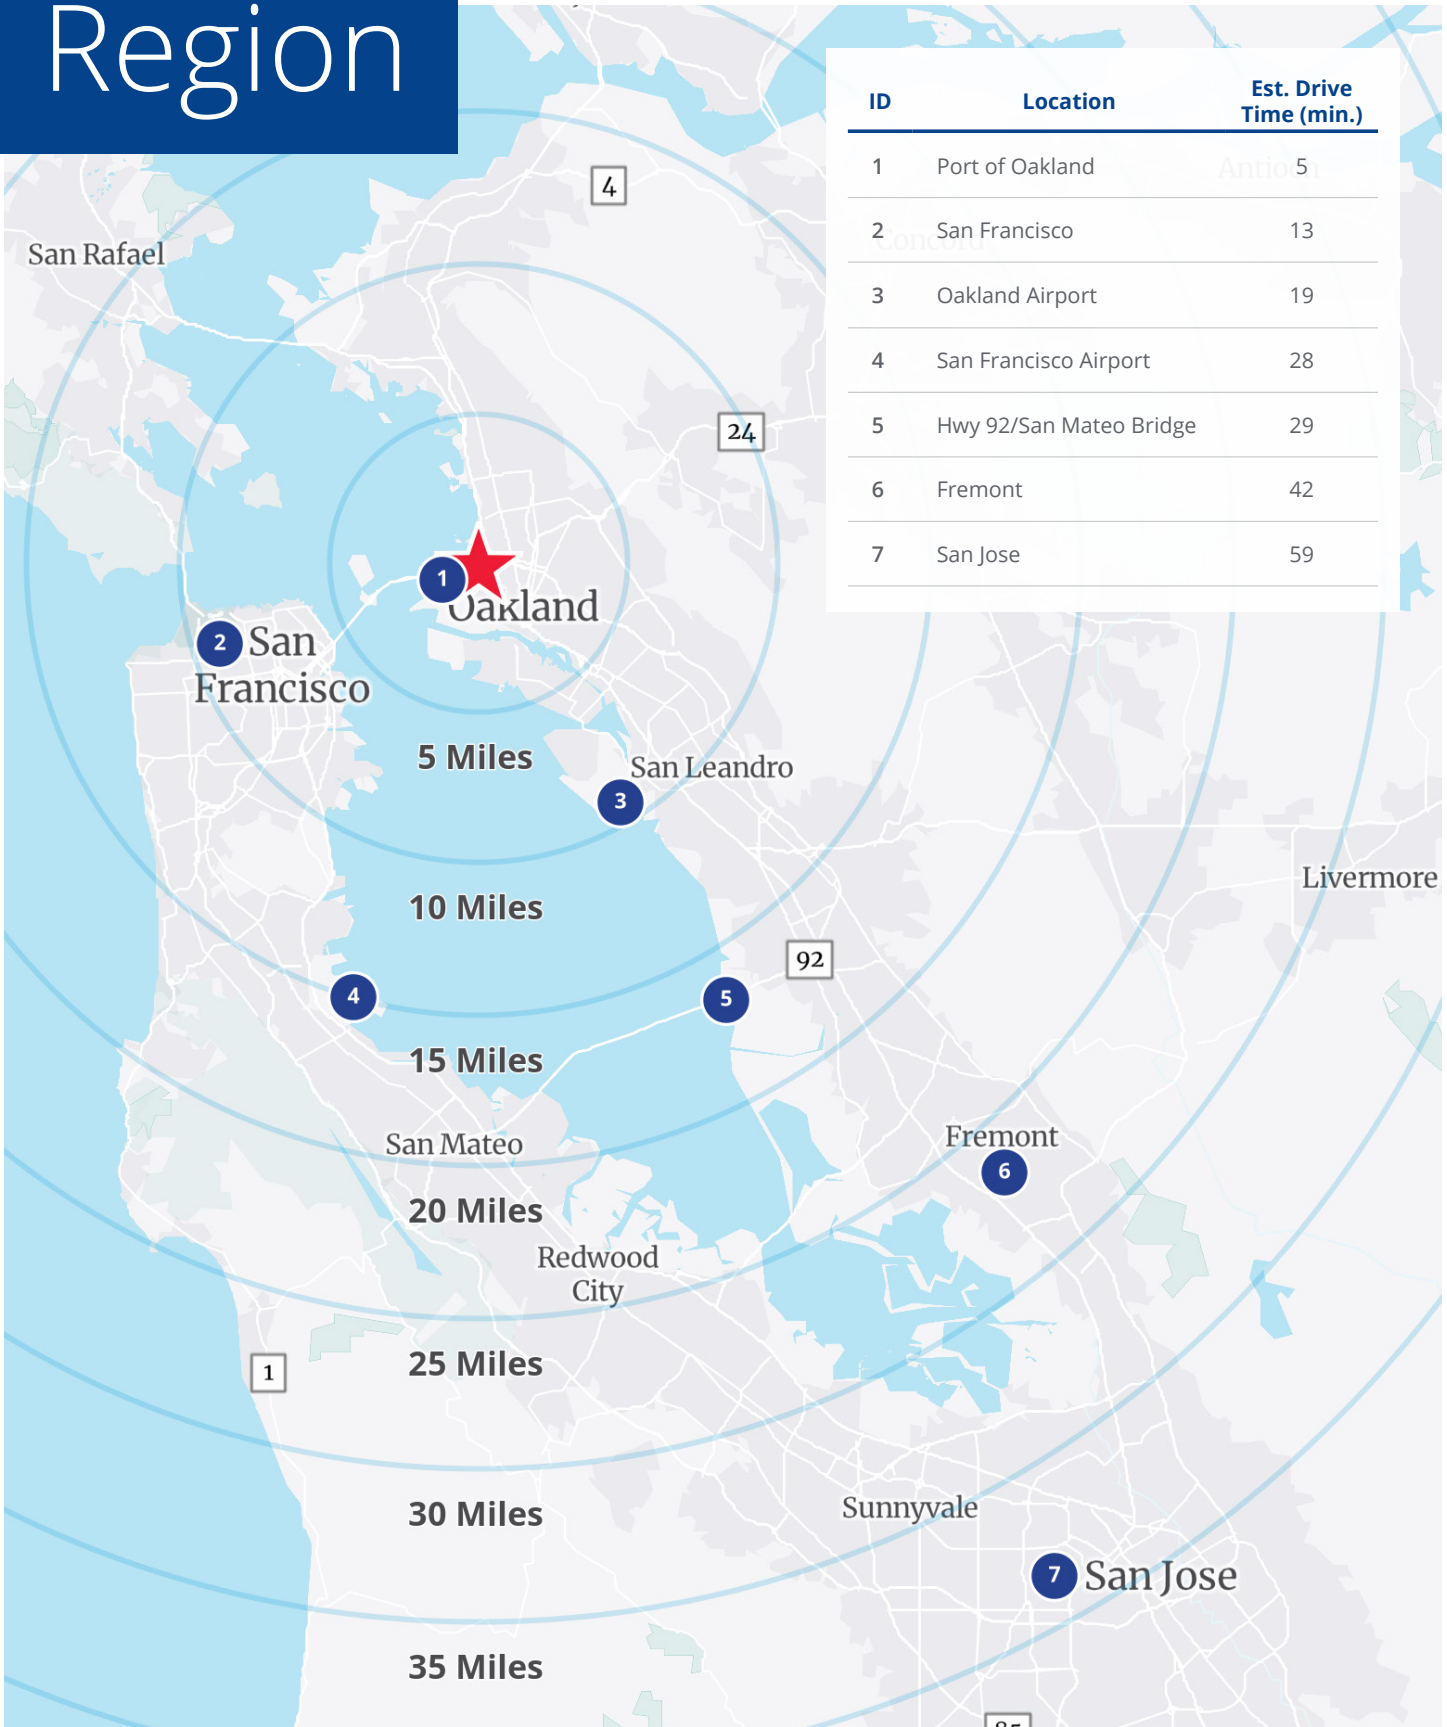 Region
ID Location Est. Drive Time (min.)
1 Port of Oakland 5
2 San Francisco 13
3 Oakland Airport 19
4 San Francisco Airport 28
5 Hwy 92/San Mateo Bridge 29
6 Fremont 42
7 San Jose 59
Antioch
Concord
4
San Rafael
24
1
Oakland
2 San
Francisco
5 Miles
San Leandro
3
Livermore
10 Miles
92
4
5
15 Miles
Fremont
San Mateo
6
20 Miles
Redwood
City
25 Miles
1
30 Miles
Sunnyvale
7 San Jose
35 Miles